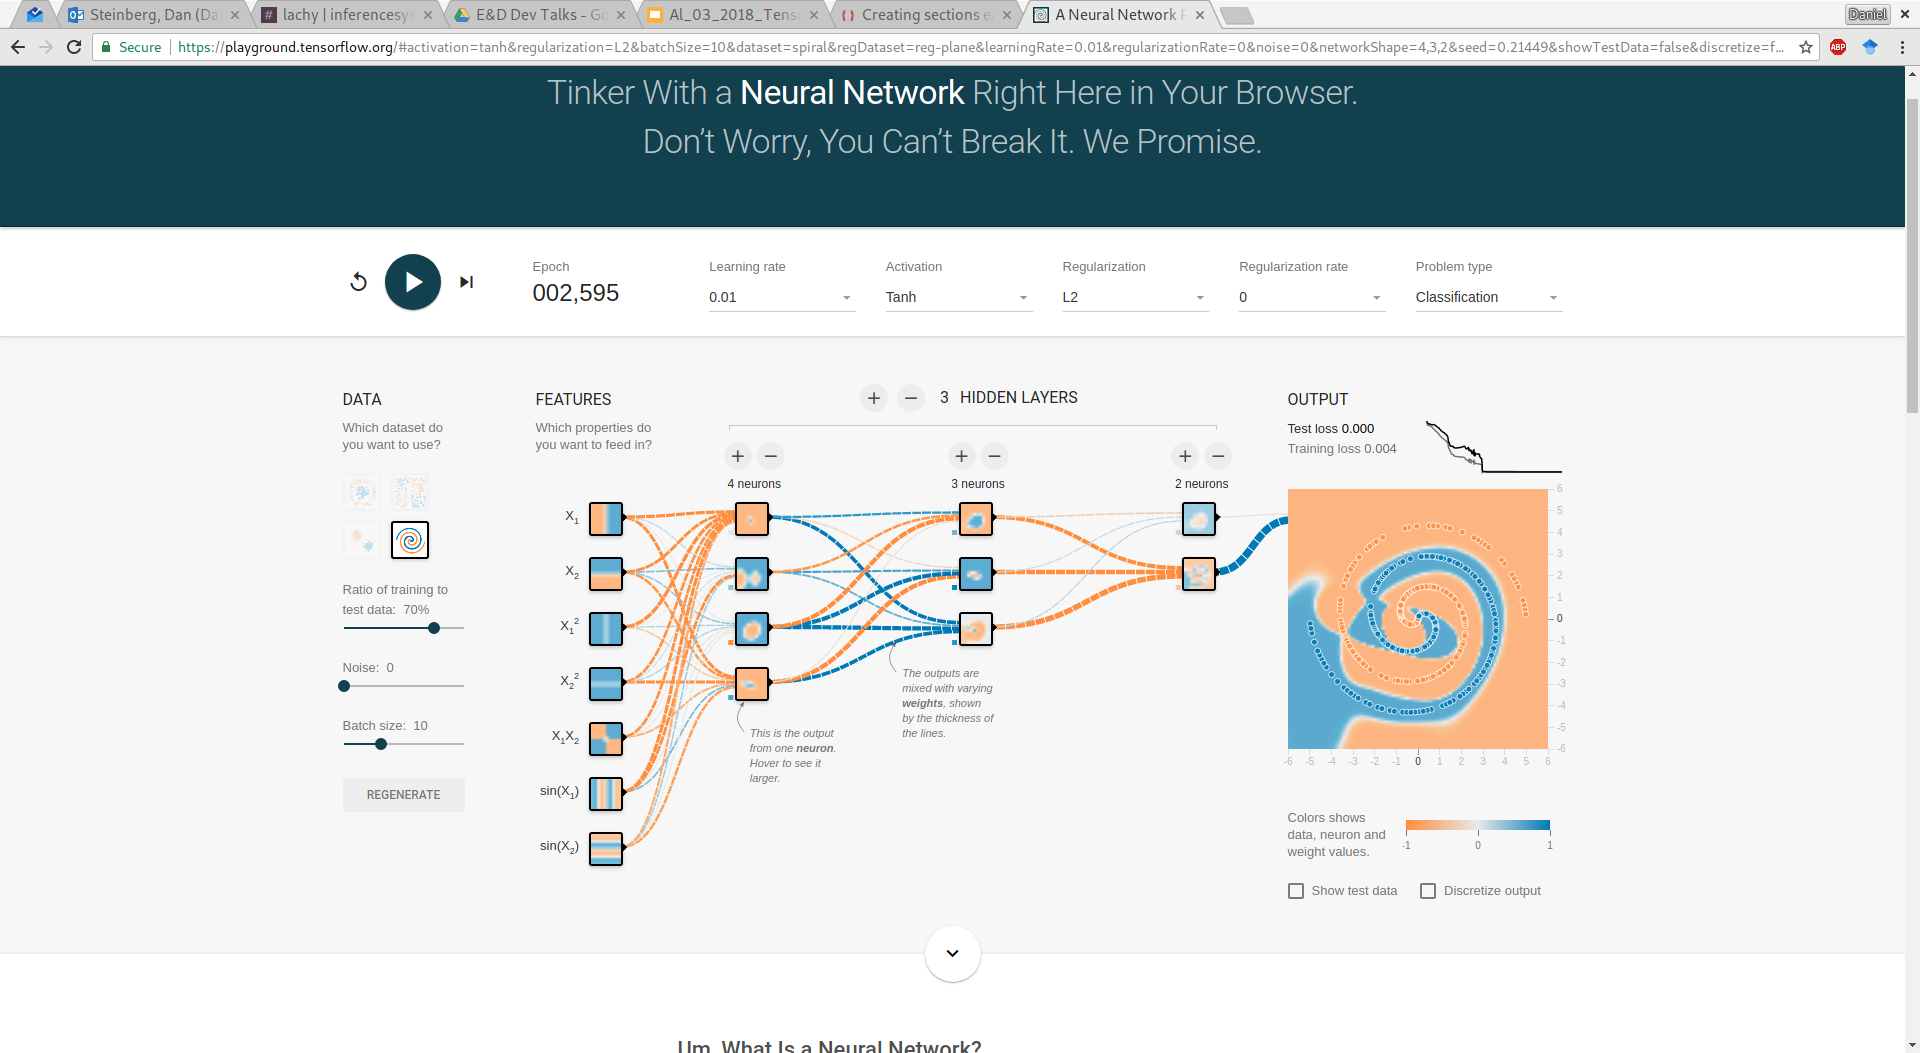 Steinberg, Dan (Da
lachy | inferencesy
E&D Dev Talks - Go
AI_03_2018_Tens
Creating sections e
A Neural Network P
Daniel
Secure
https://playground.tensorflow.org/#activation=tanh&regularization=L2&batchSize=10&dataset=spiral&regDataset=reg-plane&learningRate=0.01&regularizationRate=0&noise=0&networkShape=4,3,2&seed=0.21449&showTestData=false&discretize=f...
ABP
Tinker With a Neural Network Right Here in Your Browser.
Don't Worry, You Can't Break It. We Promise.
Epoch
002,595
Learning rate
0.01
Activation
Tanh
Regularization
L2
Regularization rate
0
Problem type
Classification
DATA
Which dataset do
you want to use?
Ratio of training to
test data: 70%
Noise: 0
Batch size: 10
REGENERATE
FEATURES
Which properties do
you want to feed in?
X1
X2
X1²
X2²
X1X2
sin(X1)
sin(X2)
+ − 3 HIDDEN LAYERS
+ −
4 neurons
+ −
3 neurons
+ −
2 neurons
This is the output
from one neuron.
Hover to see it
larger.
The outputs are
mixed with varying
weights, shown
by the thickness of
the lines.
OUTPUT
Test loss 0.000
Training loss 0.004
6
5
4
3
2
1
0
-1
-2
-3
-4
-5
-6
-6 -5 -4 -3 -2 -1 0 1 2 3 4 5 6
Colors shows
data, neuron and
weight values.
-1 0 1
Show test data
Discretize output
Um, What Is a Neural Network?